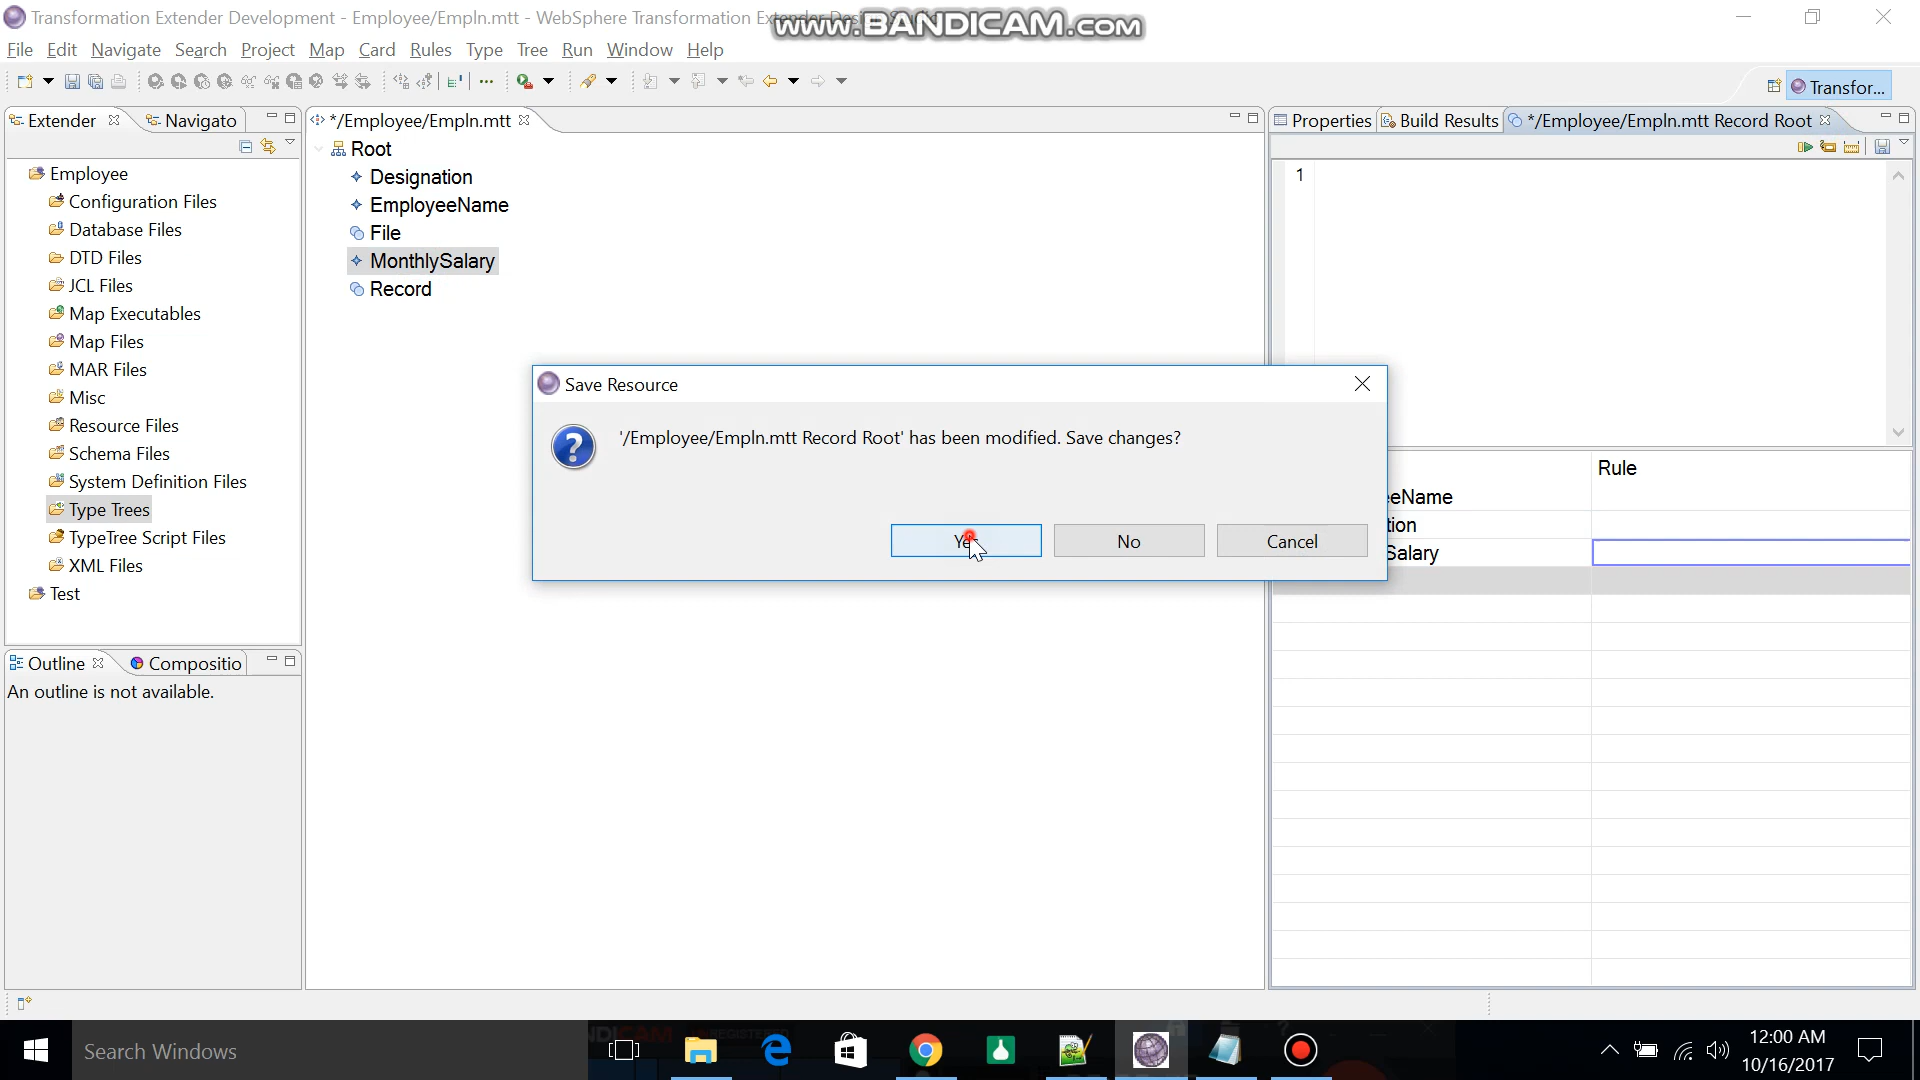 Transformation Extender Development - Employee/Empln.mtt - WebSphere Transformation Extender
www.BANDICAM.com
File Edit Navigate Search Project Map Card Rules Type Tree Run Window Help
Transfor...
Extender Navigato
*/Employee/Empln.mtt
Properties Build Results */Employee/Empln.mtt Record Root
Root
Designation
EmployeeName
File
MonthlySalary
Record
Employee
Configuration Files
Database Files
DTD Files
JCL Files
Map Executables
Map Files
MAR Files
Misc
Resource Files
Schema Files
System Definition Files
Type Trees
TypeTree Script Files
XML Files
Test
1
Save Resource
'/Employee/Empln.mtt Record Root' has been modified. Save changes?
Yes No Cancel
Rule
eName
tion
Salary
Outline Compositio
An outline is not available.
Search Windows
12:00 AM
10/16/2017